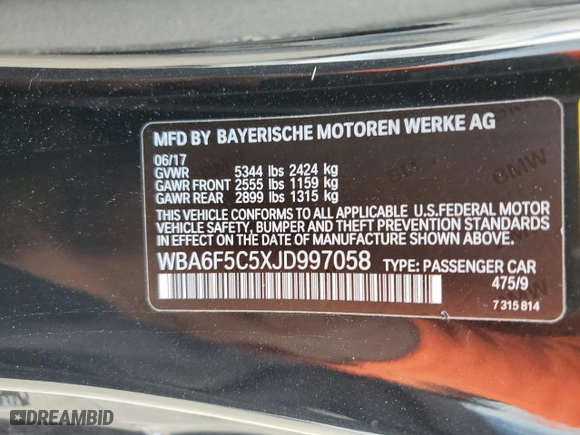 MFD BY BAYERISCHE MOTOREN WERKE AG
06/17
GVWR 5344 lbs 2424 kg
GAWR FRONT 2555 lbs 1159 kg
GAWR REAR 2899 lbs 1315 kg
THIS VEHICLE CONFORMS TO ALL APPLICABLE U.S.FEDERAL MOTOR
VEHICLE SAFETY, BUMPER AND THEFT PREVENTION STANDARDS
IN EFFECT ON THE DATE OF MANUFACTURE SHOWN ABOVE.
WBA6F5C5XJD997058 TYPE: PASSENGER CAR
475/9
7 315 814
BMW
BMW
DREAMBID